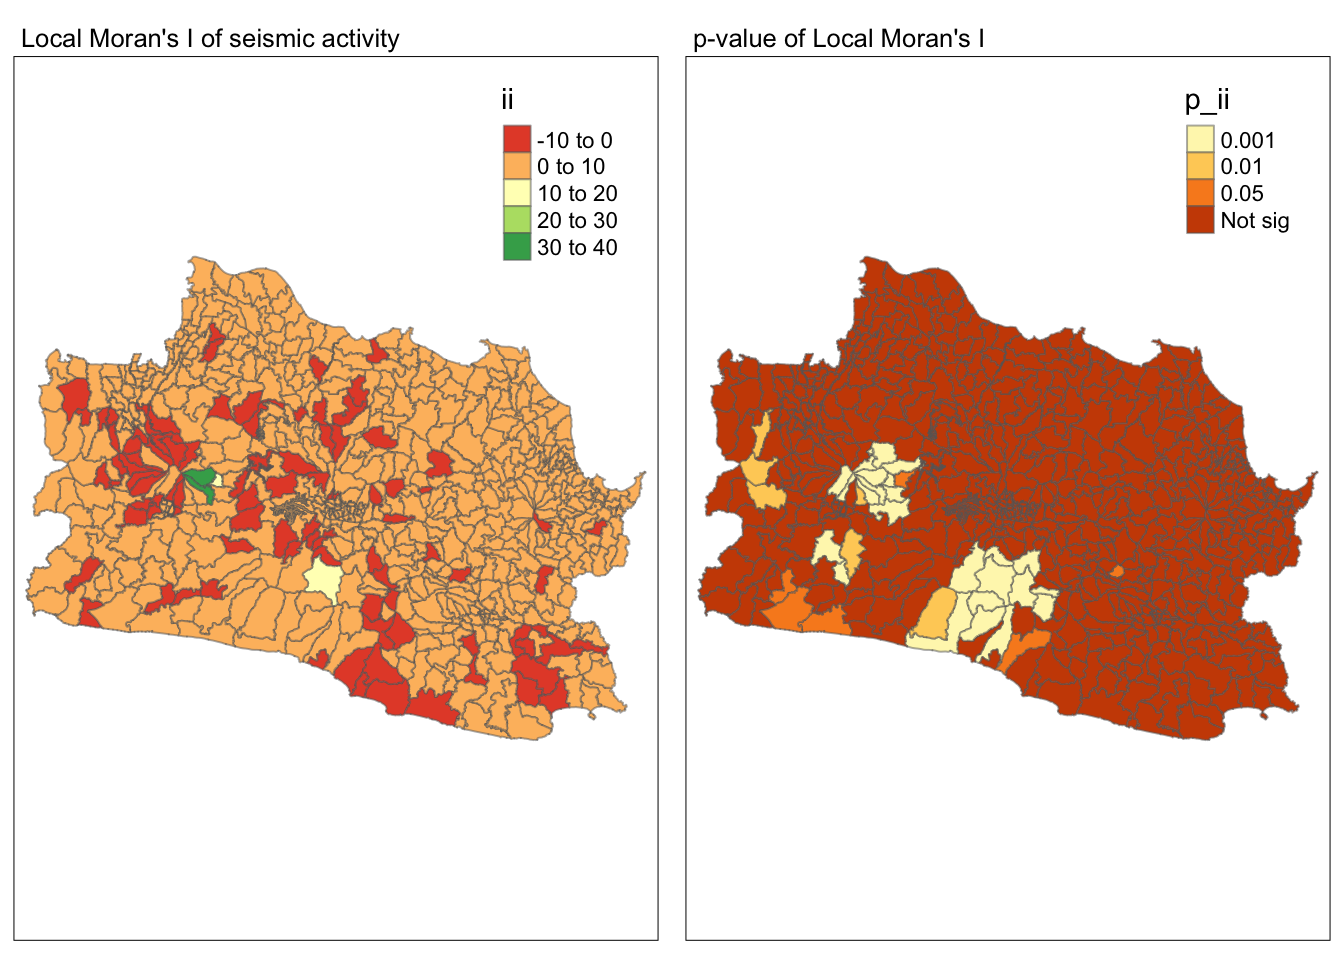 Local Moran's I of seismic activity
ii
-10 to 0
0 to 10
10 to 20
20 to 30
30 to 40
p-value of Local Moran's I
p_ii
0.001
0.01
0.05
Not sig